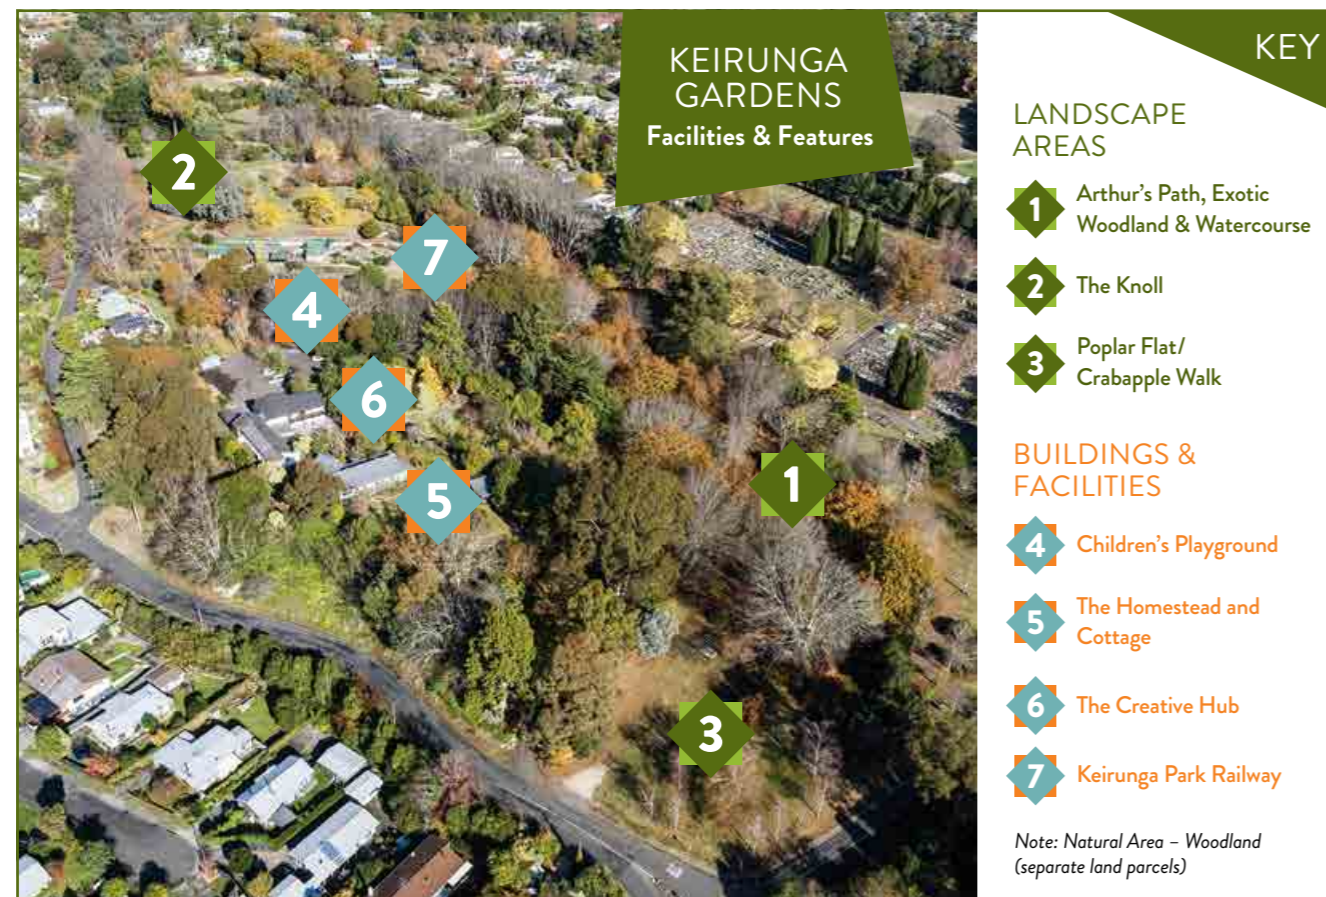 KEIRUNGA
GARDENS
Facilities & Features
2
7
4
6
5
1
3
KEY
LANDSCAPE
AREAS
1
Arthur's Path, Exotic
Woodland & Watercourse
2
The Knoll
3
Poplar Flat/
Crabapple Walk
BUILDINGS &
FACILITIES
4
Children's Playground
5
The Homestead and
Cottage
6
The Creative Hub
7
Keirunga Park Railway
Note: Natural Area – Woodland
(separate land parcels)